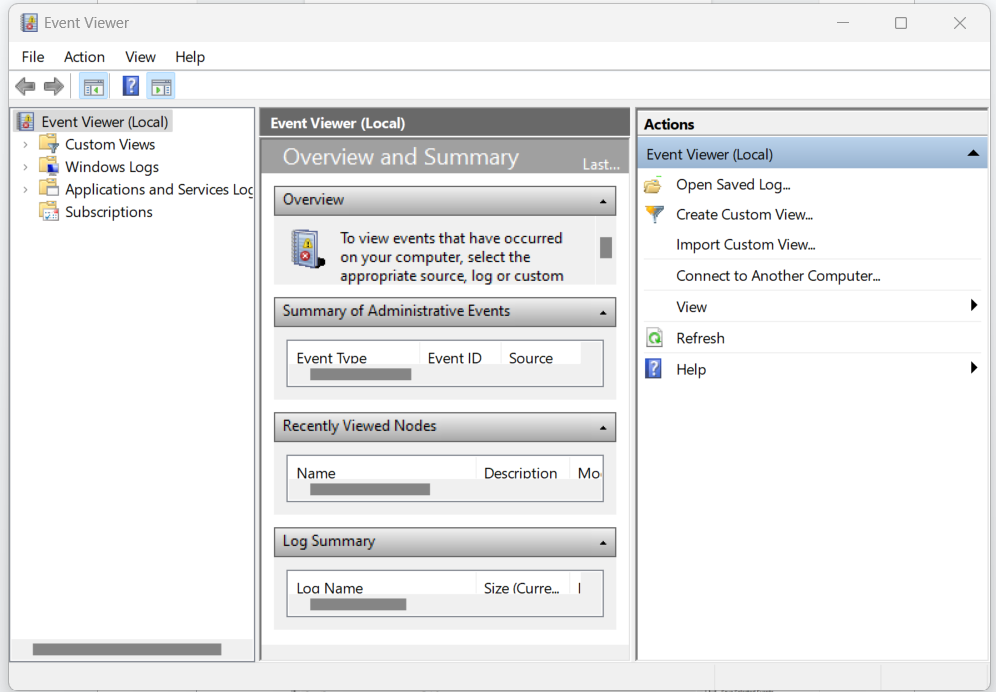 Event Viewer
File Action View Help
Event Viewer (Local)
Custom Views
Windows Logs
Applications and Services Log
Subscriptions
Event Viewer (Local)
Overview and Summary Last...
Overview
To view events that have occurred
on your computer, select the
appropriate source, log or custom
Summary of Administrative Events
Event Type Event ID Source
Recently Viewed Nodes
Name Description Mo
Log Summary
Log Name Size (Curre...
Actions
Event Viewer (Local)
Open Saved Log...
Create Custom View...
Import Custom View...
Connect to Another Computer...
View
Refresh
Help